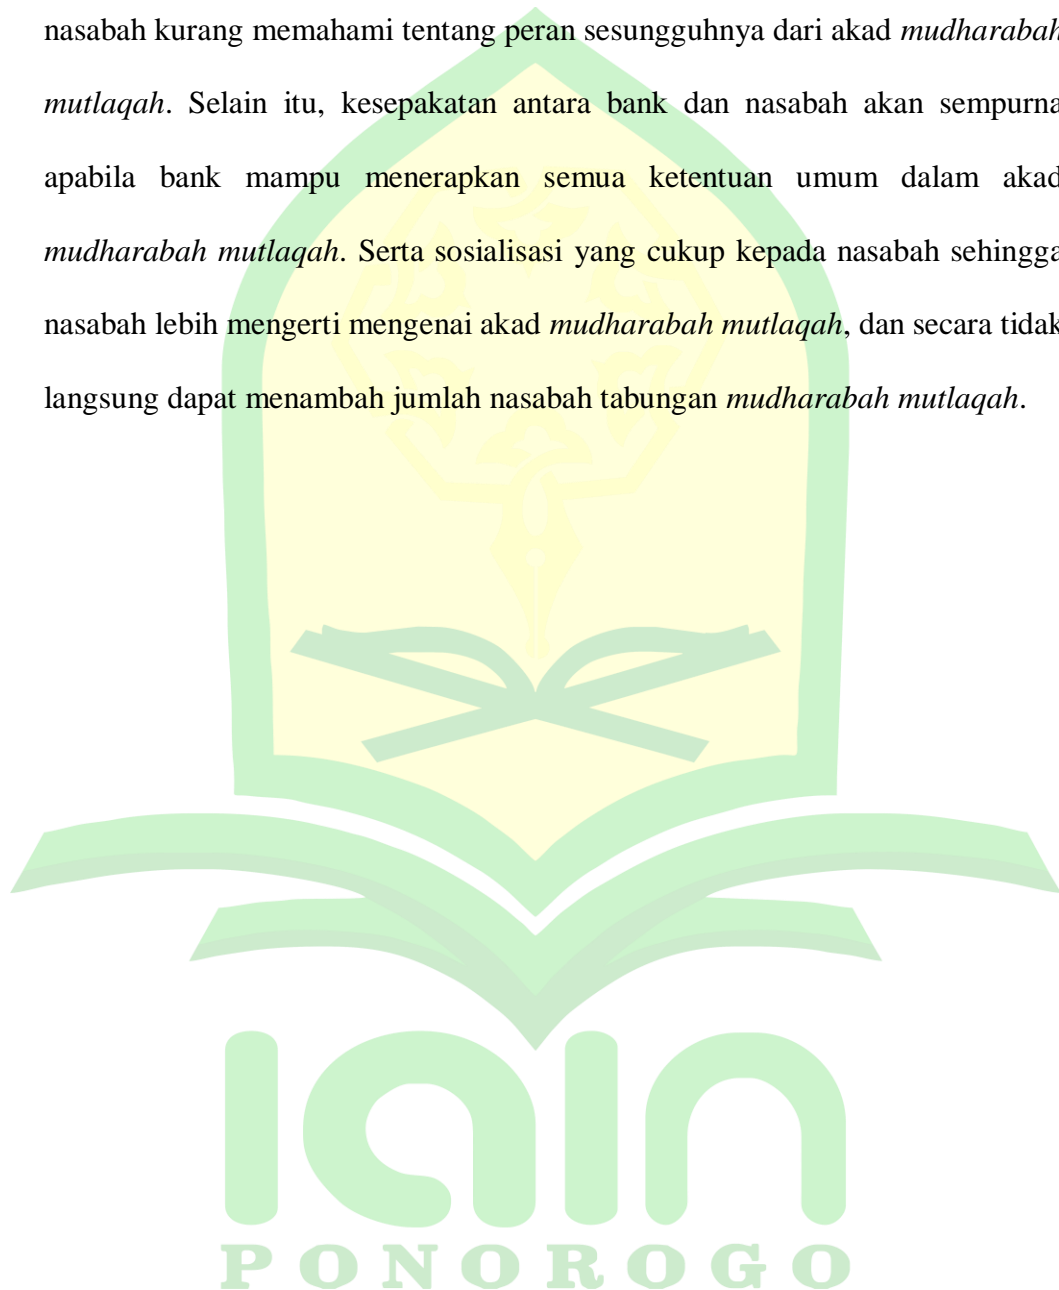 nasabah kurang memahami tentang peran sesungguhnya dari akad mudharabah
mutlaqah. Selain itu, kesepakatan antara bank dan nasabah akan sempurna
apabila bank mampu menerapkan semua ketentuan umum dalam akad
mudharabah mutlaqah. Serta sosialisasi yang cukup kepada nasabah sehingga
nasabah lebih mengerti mengenai akad mudharabah mutlaqah, dan secara tidak
langsung dapat menambah jumlah nasabah tabungan mudharabah mutlaqah.
iain
PONOROGO